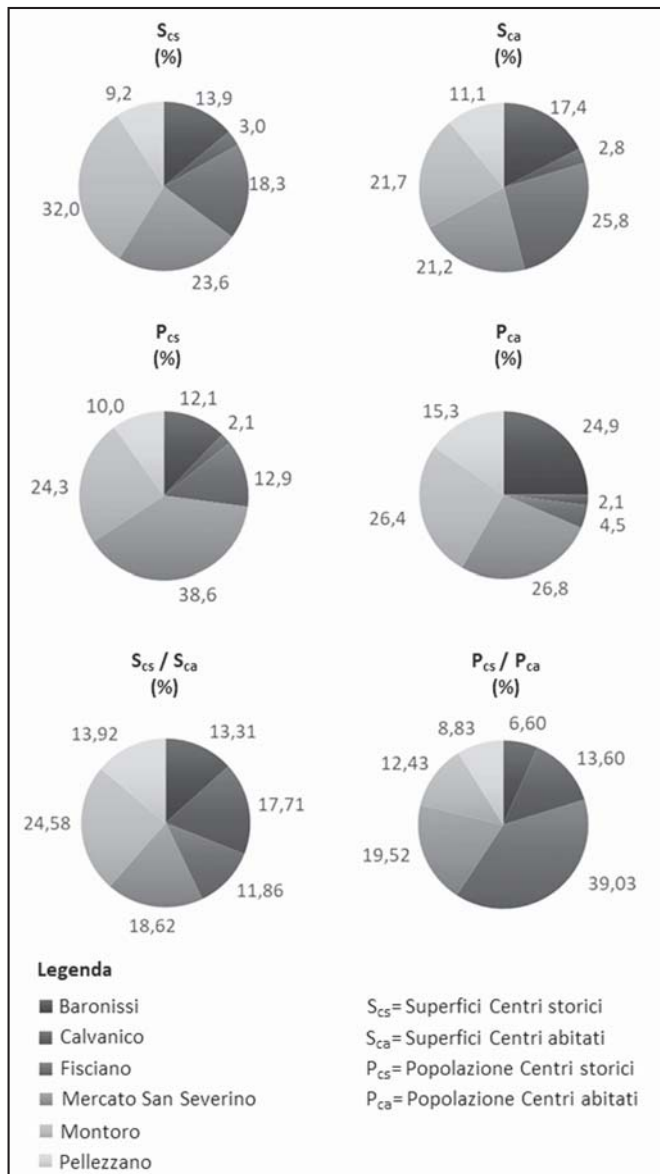 Scs
(%)
9,2
13,9
3,0
18,3
23,6
32,0
Sca
(%)
11,1
17,4
2,8
25,8
21,2
21,7
Pcs
(%)
10,0
12,1
2,1
12,9
38,6
24,3
Pca
(%)
15,3
24,9
2,1
4,5
26,8
26,4
Scs / Sca
(%)
13,92
13,31
17,71
11,86
18,62
24,58
Pcs / Pca
(%)
8,83
6,60
13,60
39,03
19,52
12,43
Legenda
Baronissi
Calvanico
Fisciano
Mercato San Severino
Montoro
Pellezzano
Scs= Superfici Centri storici
Sca= Superfici Centri abitati
Pcs= Popolazione Centri storici
Pca= Popolazione Centri abitati